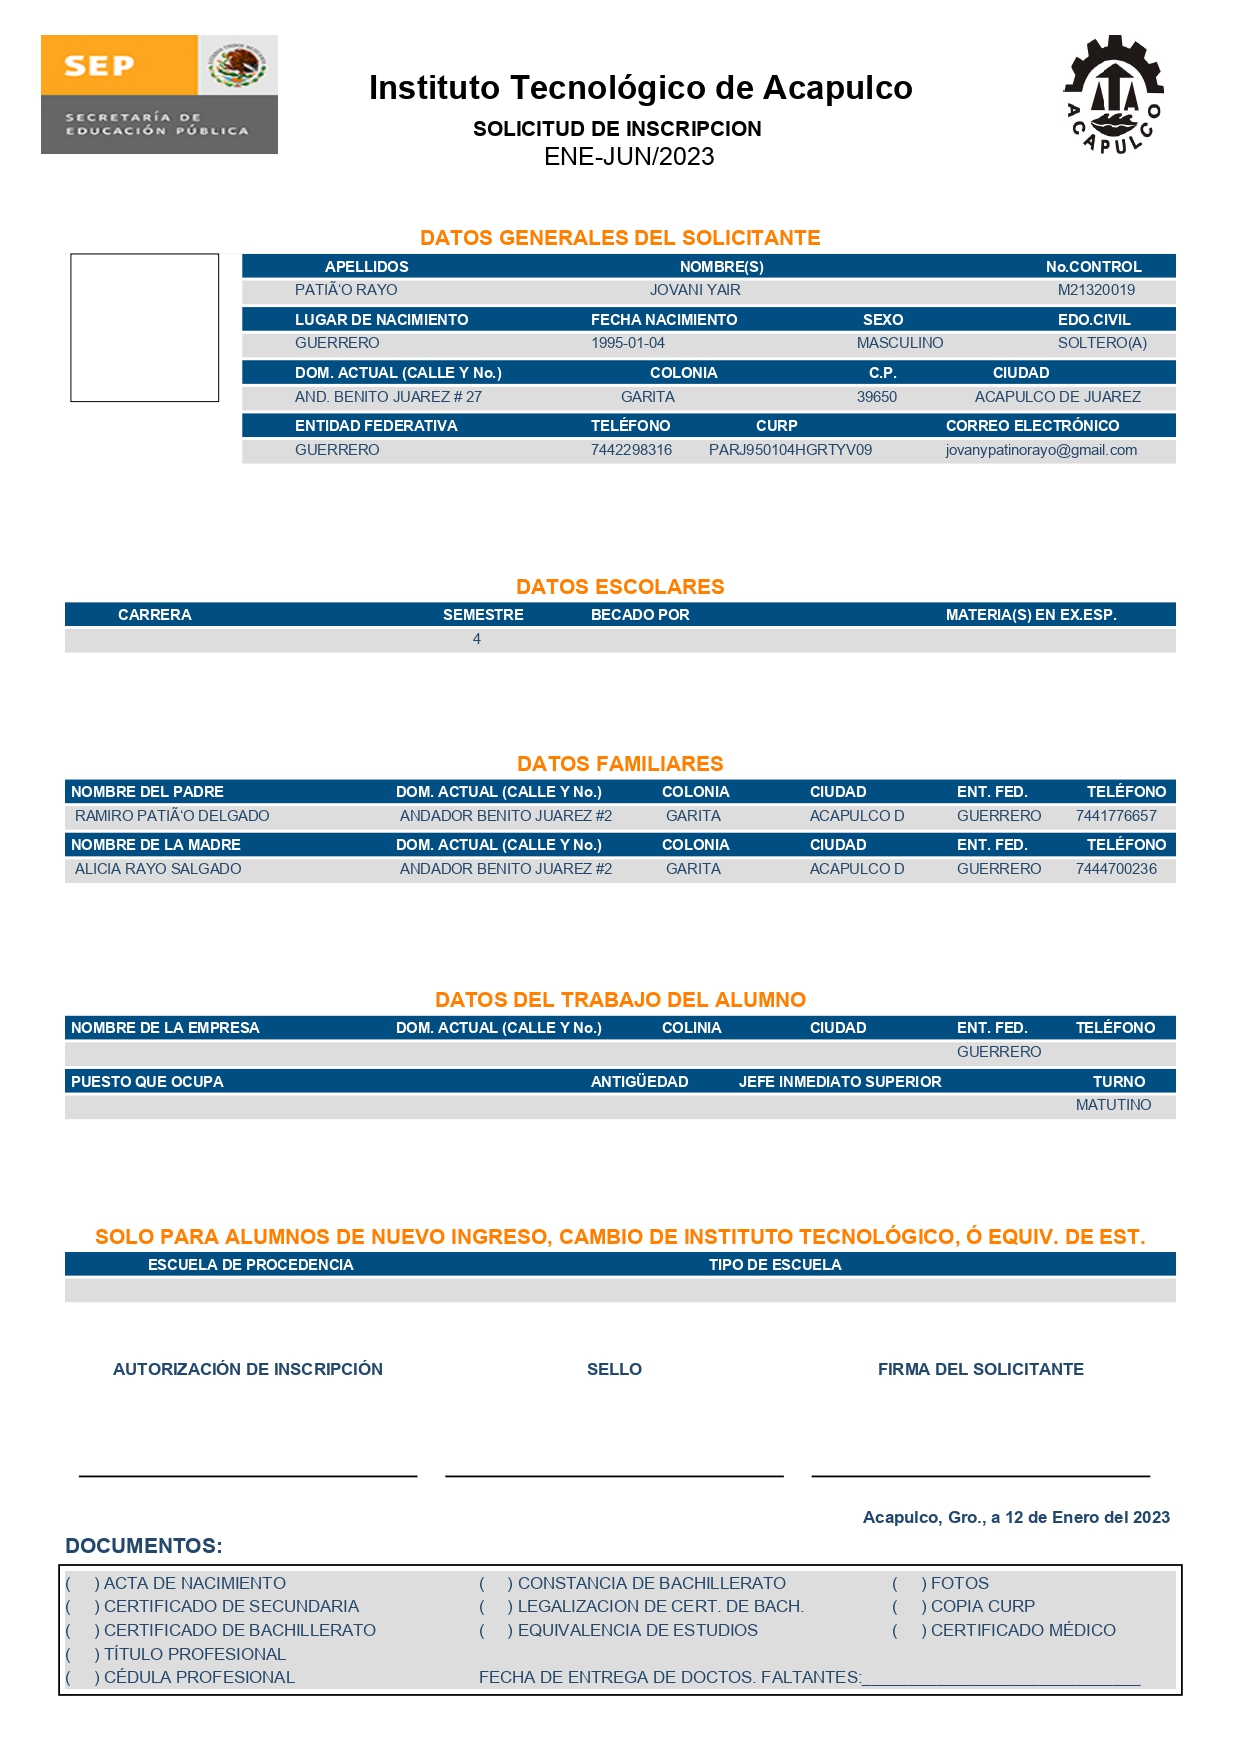 SEP
SECRETARÍA DE
EDUCACIÓN PÚBLICA
ACAPULCO
Instituto Tecnológico de Acapulco
SOLICITUD DE INSCRIPCION
ENE-JUN/2023
DATOS GENERALES DEL SOLICITANTE
APELLIDOS NOMBRE(S) No.CONTROL
PATIÃ‘O RAYO JOVANI YAIR M21320019
LUGAR DE NACIMIENTO FECHA NACIMIENTO SEXO EDO.CIVIL
GUERRERO 1995-01-04 MASCULINO SOLTERO(A)
DOM. ACTUAL (CALLE Y No.) COLONIA C.P. CIUDAD
AND. BENITO JUAREZ # 27 GARITA 39650 ACAPULCO DE JUAREZ
ENTIDAD FEDERATIVA TELÉFONO CURP CORREO ELECTRÓNICO
GUERRERO 7442298316 PARJ950104HGRTYV09 jovanypatinorayo@gmail.com
DATOS ESCOLARES
CARRERA SEMESTRE BECADO POR MATERIA(S) EN EX.ESP.
4
DATOS FAMILIARES
NOMBRE DEL PADRE DOM. ACTUAL (CALLE Y No.) COLONIA CIUDAD ENT. FED. TELÉFONO
RAMIRO PATIÃ‘O DELGADO ANDADOR BENITO JUAREZ #2 GARITA ACAPULCO D GUERRERO 7441776657
NOMBRE DE LA MADRE DOM. ACTUAL (CALLE Y No.) COLONIA CIUDAD ENT. FED. TELÉFONO
ALICIA RAYO SALGADO ANDADOR BENITO JUAREZ #2 GARITA ACAPULCO D GUERRERO 7444700236
DATOS DEL TRABAJO DEL ALUMNO
NOMBRE DE LA EMPRESA DOM. ACTUAL (CALLE Y No.) COLINIA CIUDAD ENT. FED. TELÉFONO
GUERRERO
PUESTO QUE OCUPA ANTIGÜEDAD JEFE INMEDIATO SUPERIOR TURNO
MATUTINO
SOLO PARA ALUMNOS DE NUEVO INGRESO, CAMBIO DE INSTITUTO TECNOLÓGICO, Ó EQUIV. DE EST.
ESCUELA DE PROCEDENCIA TIPO DE ESCUELA
AUTORIZACIÓN DE INSCRIPCIÓN SELLO FIRMA DEL SOLICITANTE
Acapulco, Gro., a 12 de Enero del 2023
DOCUMENTOS:
( ) ACTA DE NACIMIENTO ( ) CONSTANCIA DE BACHILLERATO ( ) FOTOS
( ) CERTIFICADO DE SECUNDARIA ( ) LEGALIZACION DE CERT. DE BACH. ( ) COPIA CURP
( ) CERTIFICADO DE BACHILLERATO ( ) EQUIVALENCIA DE ESTUDIOS ( ) CERTIFICADO MÉDICO
( ) TÍTULO PROFESIONAL
( ) CÉDULA PROFESIONAL FECHA DE ENTREGA DE DOCTOS. FALTANTES:______________________________